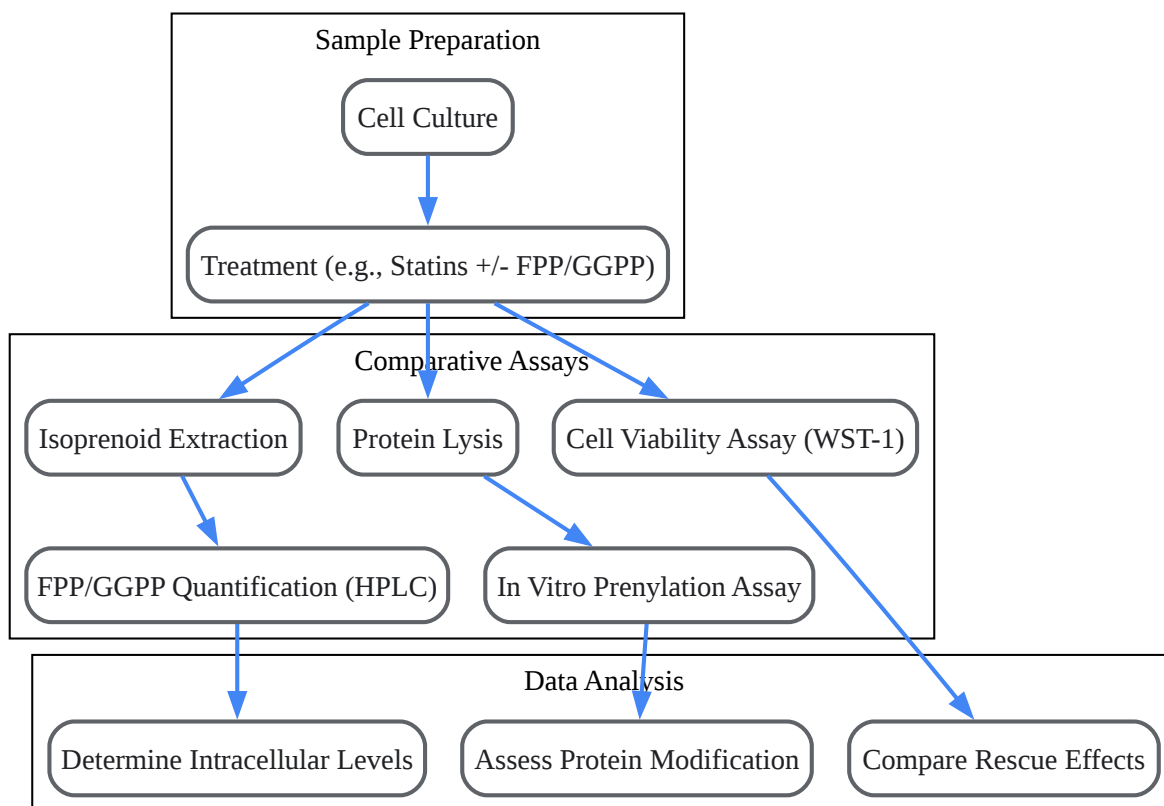 Sample Preparation
Cell Culture
Treatment (e.g., Statins +/- FPP/GGPP)
Comparative Assays
Isoprenoid Extraction
Protein Lysis
Cell Viability Assay (WST-1)
FPP/GGPP Quantification (HPLC)
In Vitro Prenylation Assay
Data Analysis
Determine Intracellular Levels
Assess Protein Modification
Compare Rescue Effects